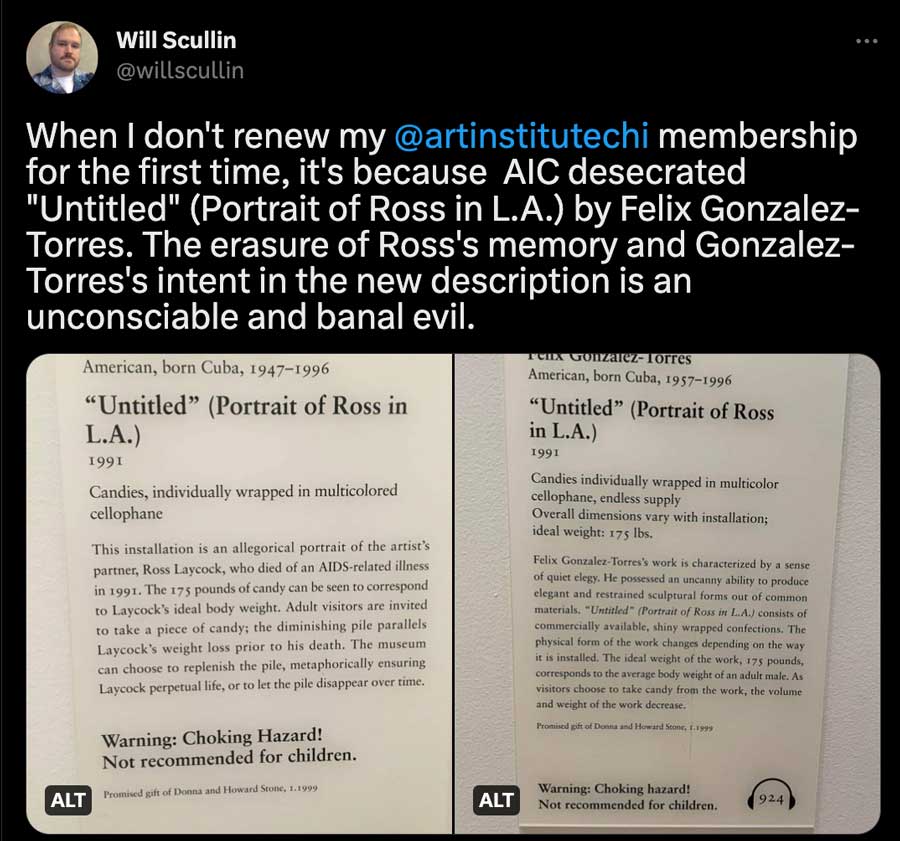 Will Scullin
@willscullin
When I don't renew my @artinstitutechi membership
for the first time, it's because  AIC desecrated
"Untitled" (Portrait of Ross in L.A.) by Felix Gonzalez-
Torres. The erasure of Ross's memory and Gonzalez-
Torres's intent in the new description is an
unconsciable and banal evil.
American, born Cuba, 1947–1996
“Untitled” (Portrait of Ross in
L.A.)
1991
Candies, individually wrapped in multicolored
cellophane
This installation is an allegorical portrait of the artist’s
partner, Ross Laycock, who died of an AIDS-related illness
in 1991. The 175 pounds of candy can be seen to correspond
to Laycock’s ideal body weight. Adult visitors are invited
to take a piece of candy; the diminishing pile parallels
Laycock’s weight loss prior to his death. The museum
can choose to replenish the pile, metaphorically ensuring
Laycock perpetual life, or to let the pile disappear over time.
Warning: Choking Hazard!
Not recommended for children.
Promised gift of Donna and Howard Stone, 1.1999
ALT
Felix Gonzalez-Torres
American, born Cuba, 1957–1996
“Untitled” (Portrait of Ross
in L.A.)
1991
Candies individually wrapped in multicolor
cellophane, endless supply
Overall dimensions vary with installation;
ideal weight: 175 lbs.
Felix Gonzalez-Torres’s work is characterized by a sense
of quiet elegy. He possessed an uncanny ability to produce
elegant and restrained sculptural forms out of common
materials. “Untitled” (Portrait of Ross in L.A.) consists of
commercially available, shiny wrapped confections. The
physical form of the work changes depending on the way
it is installed. The ideal weight of the work, 175 pounds,
corresponds to the average body weight of an adult male. As
visitors choose to take candy from the work, the volume
and weight of the work decrease.
Promised gift of Donna and Howard Stone, 1.1999
Warning: Choking hazard!
Not recommended for children.
924
ALT